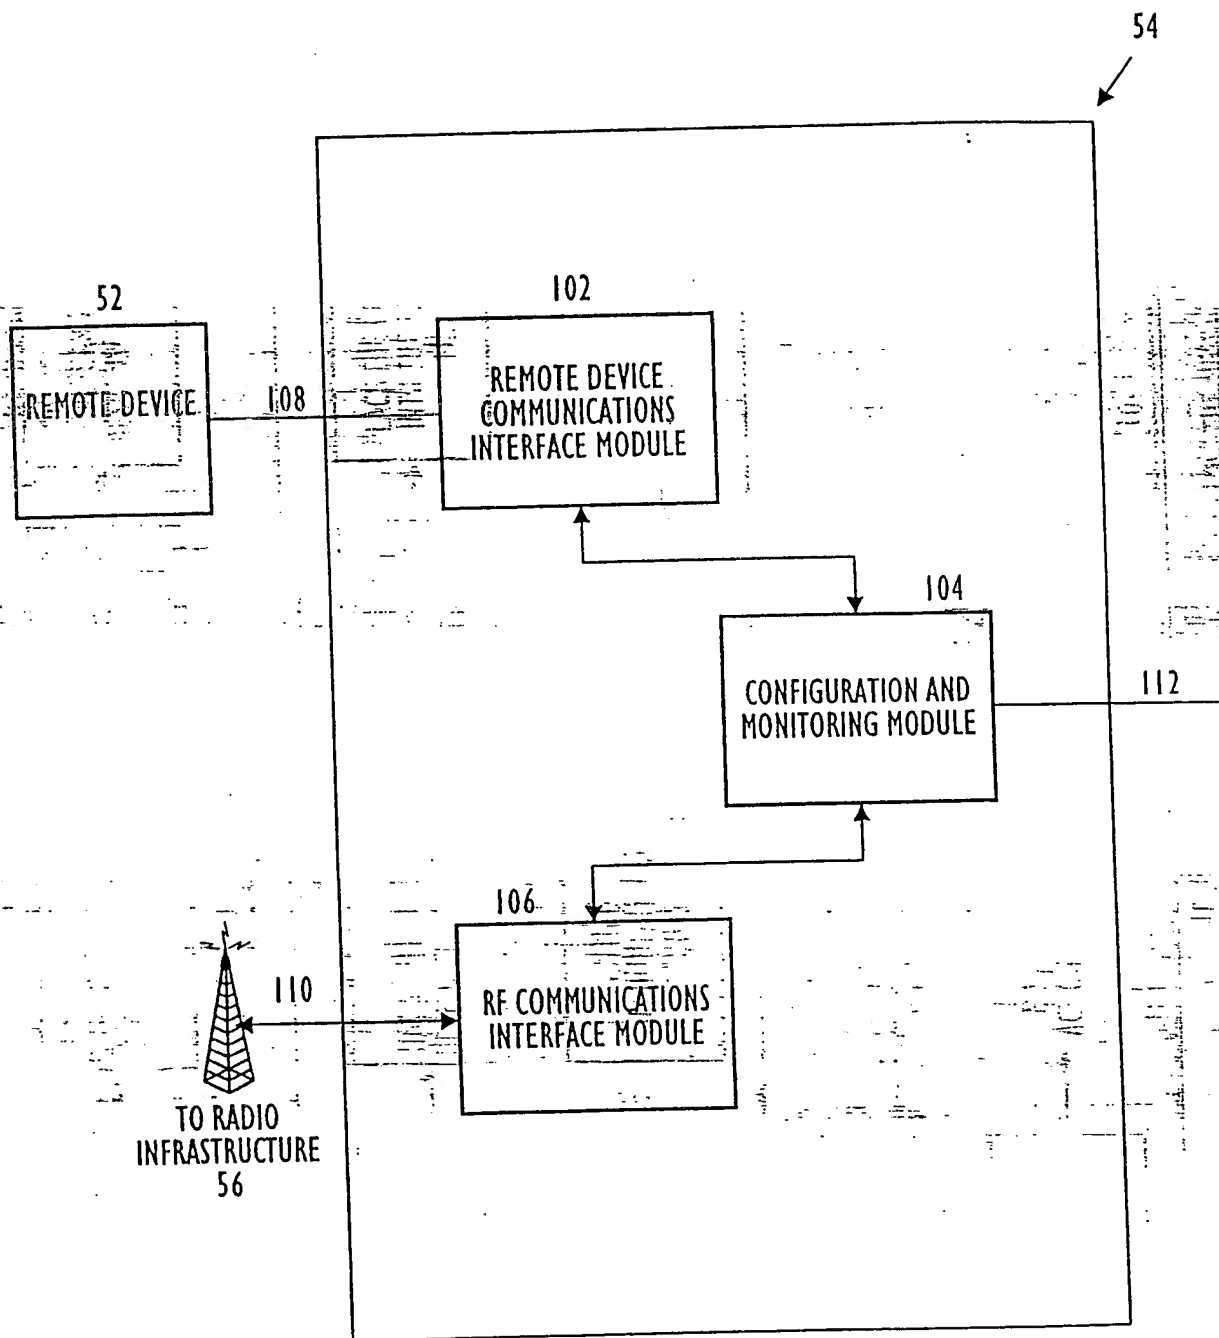 54
52
102
REMOTE DEVICE
108
REMOTE DEVICE
COMMUNICATIONS
INTERFACE MODULE
104
CONFIGURATION AND
MONITORING MODULE
112
106
110
RF COMMUNICATIONS
INTERFACE MODULE
TO RADIO
INFRASTRUCTURE
56